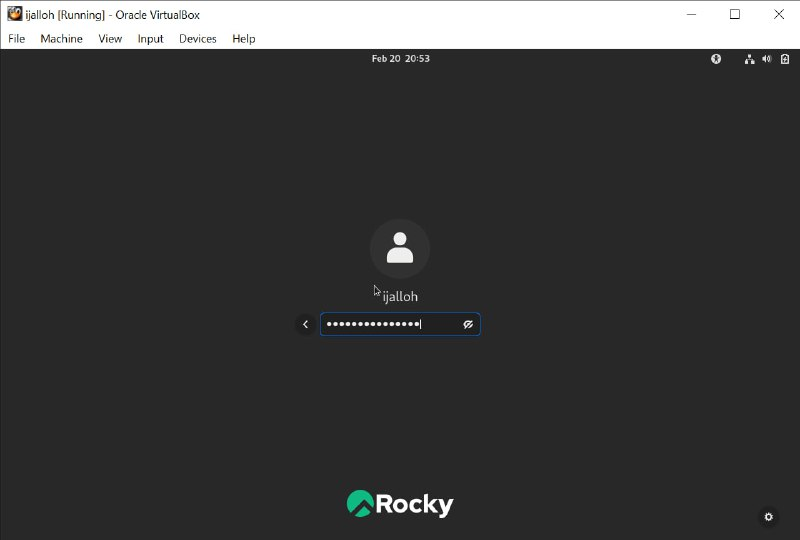 ijalloh [Running] - Oracle VirtualBox
File Machine View Input Devices Help
Feb 20 20:53
ijalloh
•••••••••••••••
Rocky